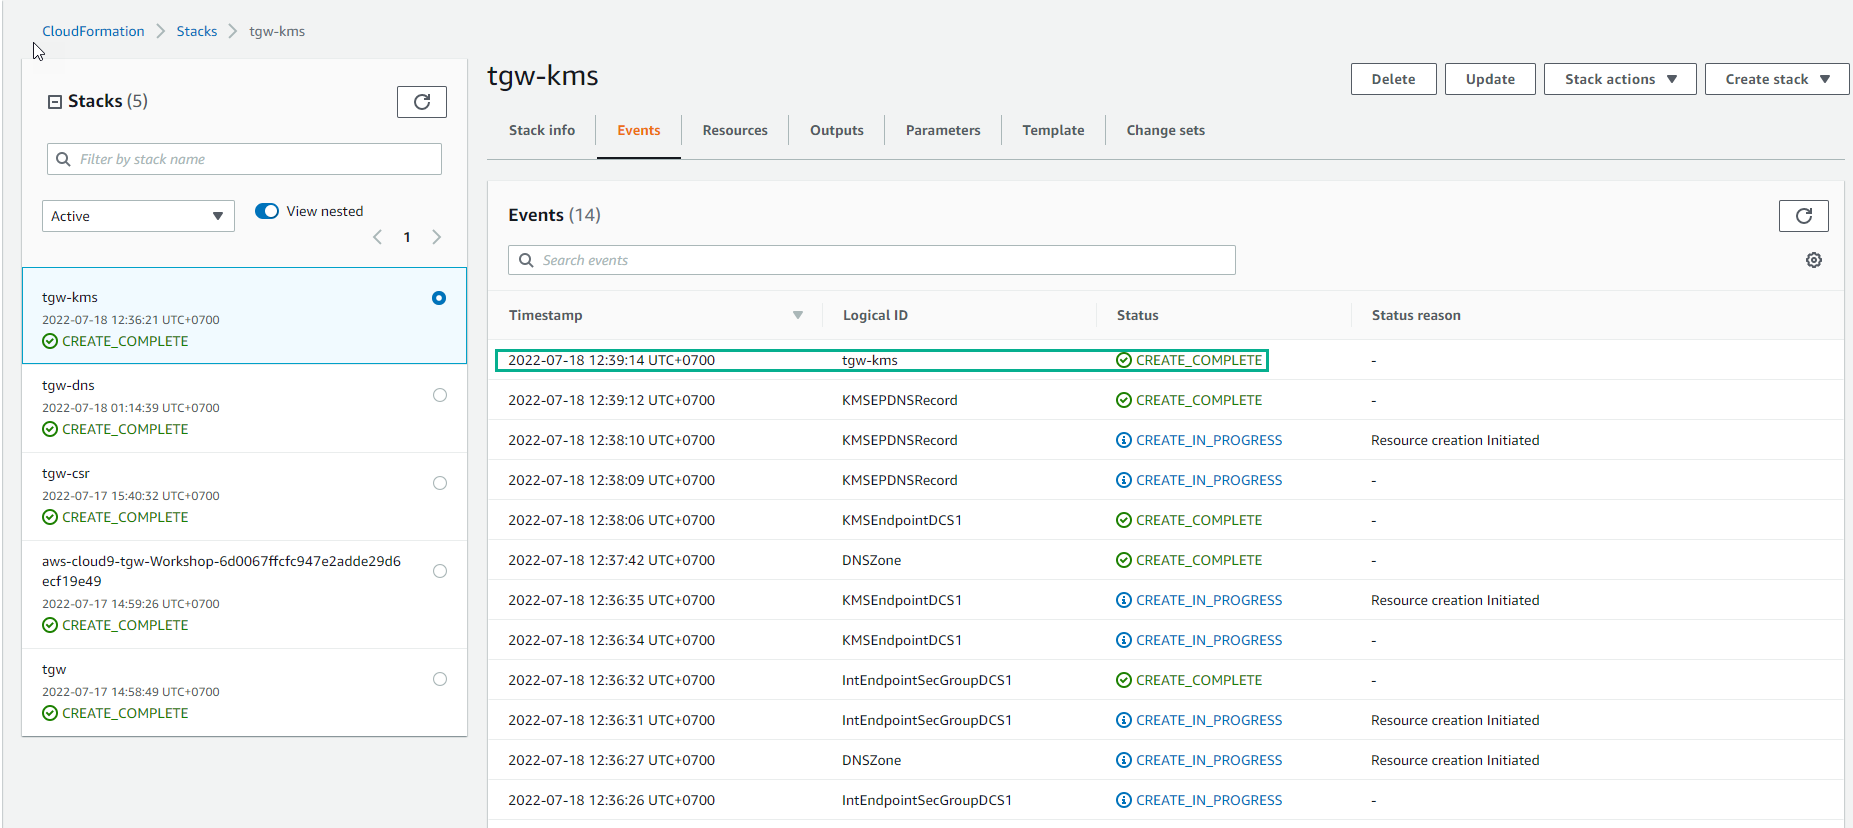 CloudFormation > Stacks > tgw-kms
Stacks (5)
Filter by stack name
Active
View nested
1
tgw-kms
2022-07-18 12:36:21 UTC+0700
CREATE_COMPLETE
tgw-dns
2022-07-18 01:14:39 UTC+0700
CREATE_COMPLETE
tgw-csr
2022-07-17 15:40:32 UTC+0700
CREATE_COMPLETE
aws-cloud9-tgw-Workshop-6d0067ffcfc947e2adde29d6
ecf19e49
2022-07-17 14:59:26 UTC+0700
CREATE_COMPLETE
tgw
2022-07-17 14:58:49 UTC+0700
CREATE_COMPLETE
tgw-kms
Delete Update Stack actions Create stack
Stack info Events Resources Outputs Parameters Template Change sets
Events (14)
Search events
Timestamp Logical ID Status Status reason
2022-07-18 12:39:14 UTC+0700 tgw-kms CREATE_COMPLETE -
2022-07-18 12:39:12 UTC+0700 KMSEPDNSRecord CREATE_COMPLETE -
2022-07-18 12:38:10 UTC+0700 KMSEPDNSRecord CREATE_IN_PROGRESS Resource creation Initiated
2022-07-18 12:38:09 UTC+0700 KMSEPDNSRecord CREATE_IN_PROGRESS -
2022-07-18 12:38:06 UTC+0700 KMSEndpointDCS1 CREATE_COMPLETE -
2022-07-18 12:37:42 UTC+0700 DNSZone CREATE_COMPLETE -
2022-07-18 12:36:35 UTC+0700 KMSEndpointDCS1 CREATE_IN_PROGRESS Resource creation Initiated
2022-07-18 12:36:34 UTC+0700 KMSEndpointDCS1 CREATE_IN_PROGRESS -
2022-07-18 12:36:32 UTC+0700 IntEndpointSecGroupDCS1 CREATE_COMPLETE -
2022-07-18 12:36:31 UTC+0700 IntEndpointSecGroupDCS1 CREATE_IN_PROGRESS Resource creation Initiated
2022-07-18 12:36:27 UTC+0700 DNSZone CREATE_IN_PROGRESS Resource creation Initiated
2022-07-18 12:36:26 UTC+0700 IntEndpointSecGroupDCS1 CREATE_IN_PROGRESS -